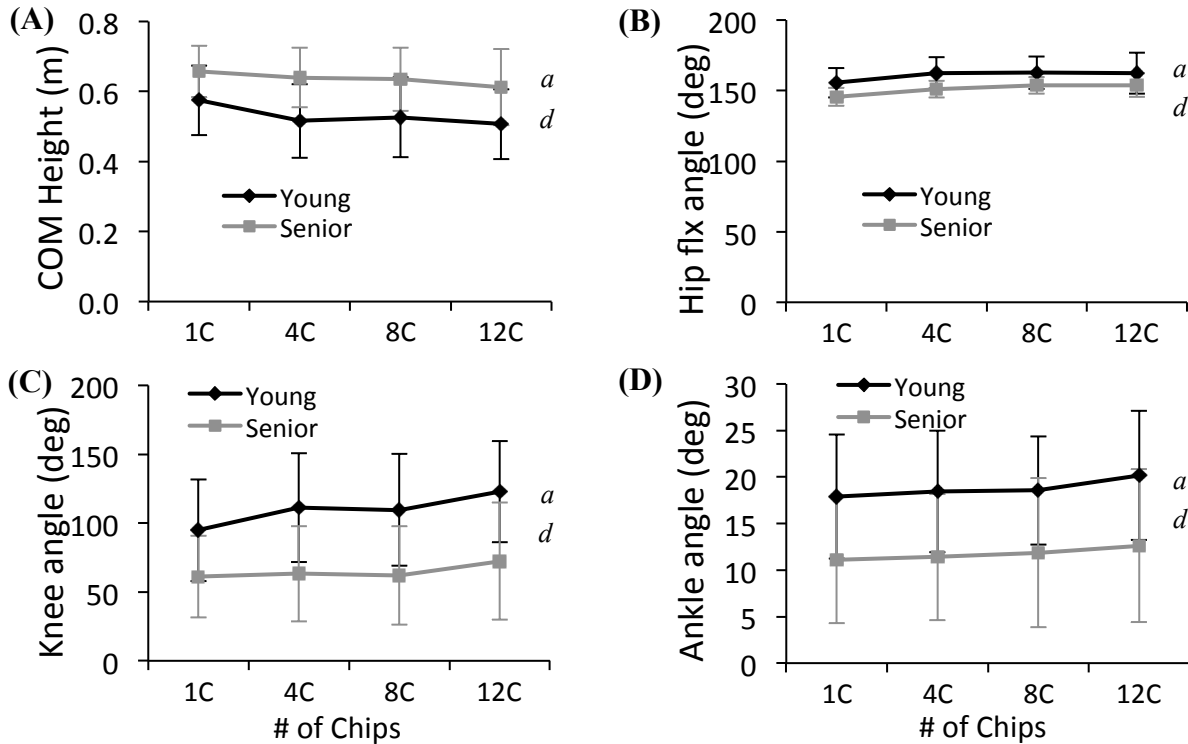 (A)
COM Height (m)
0.8
0.6
0.4
0.2
0.0
Young
Senior
a
d
1C 4C 8C 12C
(B)
Hip flx angle (deg)
200
150
100
50
0
Young
Senior
a
d
1C 4C 8C 12C
(C)
Knee angle (deg)
200
150
100
50
0
Young
Senior
a
d
1C 4C 8C 12C
# of Chips
(D)
Ankle angle (deg)
30
25
20
15
10
5
0
Young
Senior
a
d
1C 4C 8C 12C
# of Chips